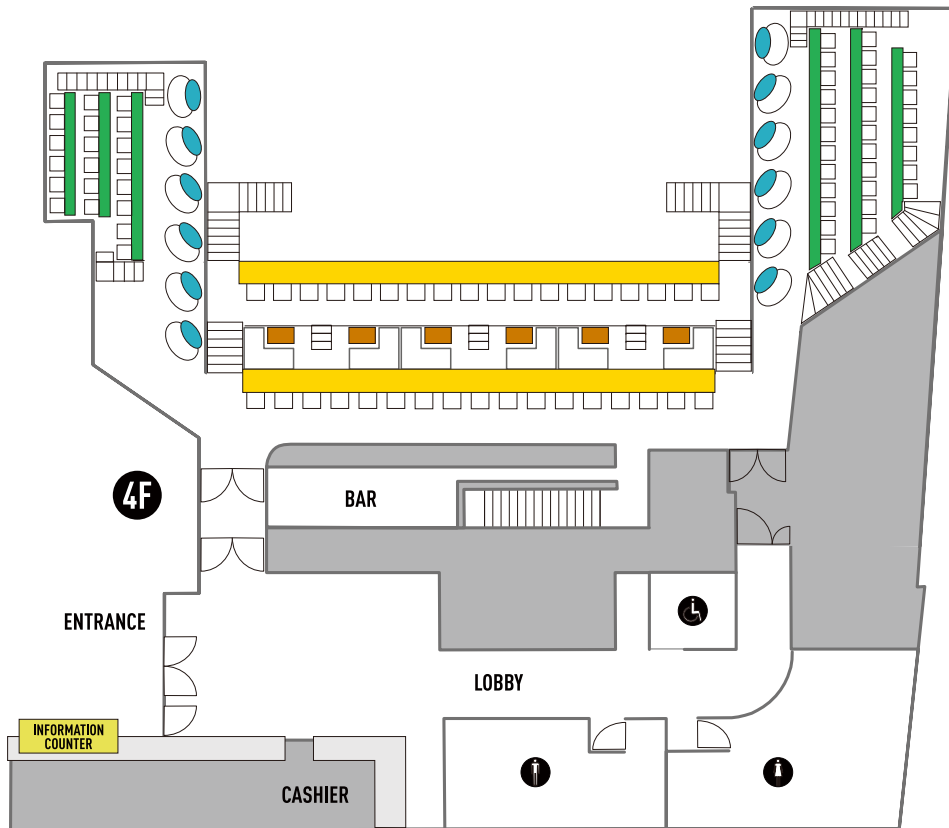 BAR
4F
ENTRANCE
LOBBY
INFORMATION
COUNTER
CASHIER